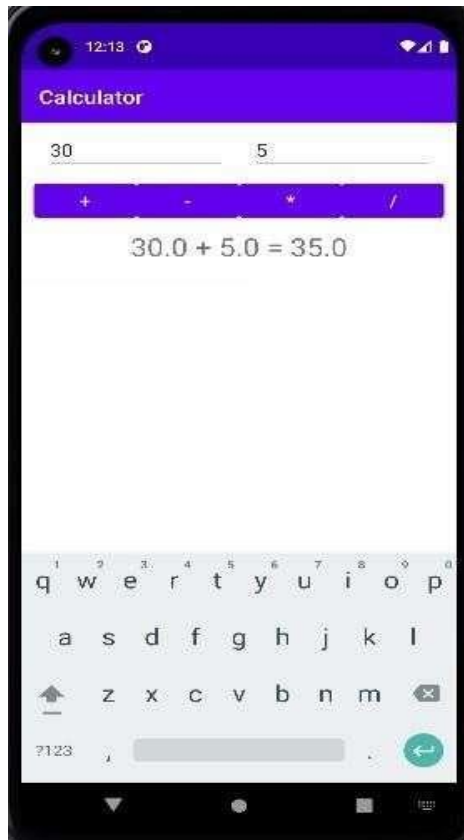 12:13
Calculator
30 5
+ - * /
30.0 + 5.0 = 35.0
1 2 3 4 5 6 7 8 9 0
q w e r t y u i o p
a s d f g h j k l
z x c v b n m
?123 , .